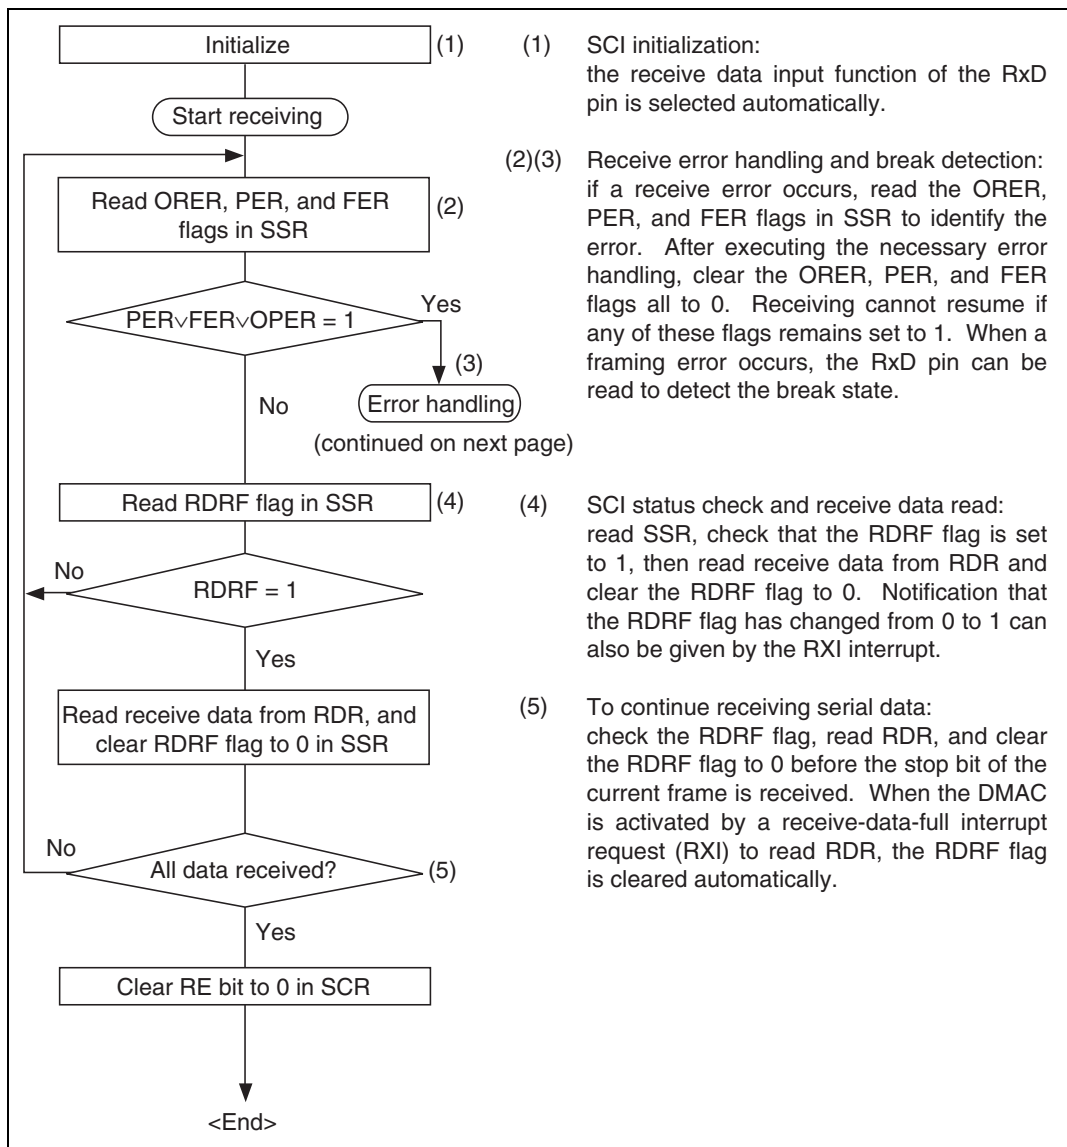 Initialize
(1)
Start receiving
Read ORER, PER, and FER
flags in SSR
(2)
PER∨FER∨OPER = 1
Yes
(3)
Error handling
(continued on next page)
No
Read RDRF flag in SSR
(4)
No
RDRF = 1
Yes
Read receive data from RDR, and
clear RDRF flag to 0 in SSR
No
All data received?
(5)
Yes
Clear RE bit to 0 in SCR
<End>
(1) SCI initialization:
the receive data input function of the RxD
pin is selected automatically.
(2)(3) Receive error handling and break detection:
if a receive error occurs, read the ORER,
PER, and FER flags in SSR to identify the
error. After executing the necessary error
handling, clear the ORER, PER, and FER
flags all to 0. Receiving cannot resume if
any of these flags remains set to 1. When a
framing error occurs, the RxD pin can be
read to detect the break state.
(4) SCI status check and receive data read:
read SSR, check that the RDRF flag is set
to 1, then read receive data from RDR and
clear the RDRF flag to 0. Notification that
the RDRF flag has changed from 0 to 1 can
also be given by the RXI interrupt.
(5) To continue receiving serial data:
check the RDRF flag, read RDR, and clear
the RDRF flag to 0 before the stop bit of the
current frame is received. When the DMAC
is activated by a receive-data-full interrupt
request (RXI) to read RDR, the RDRF flag
is cleared automatically.